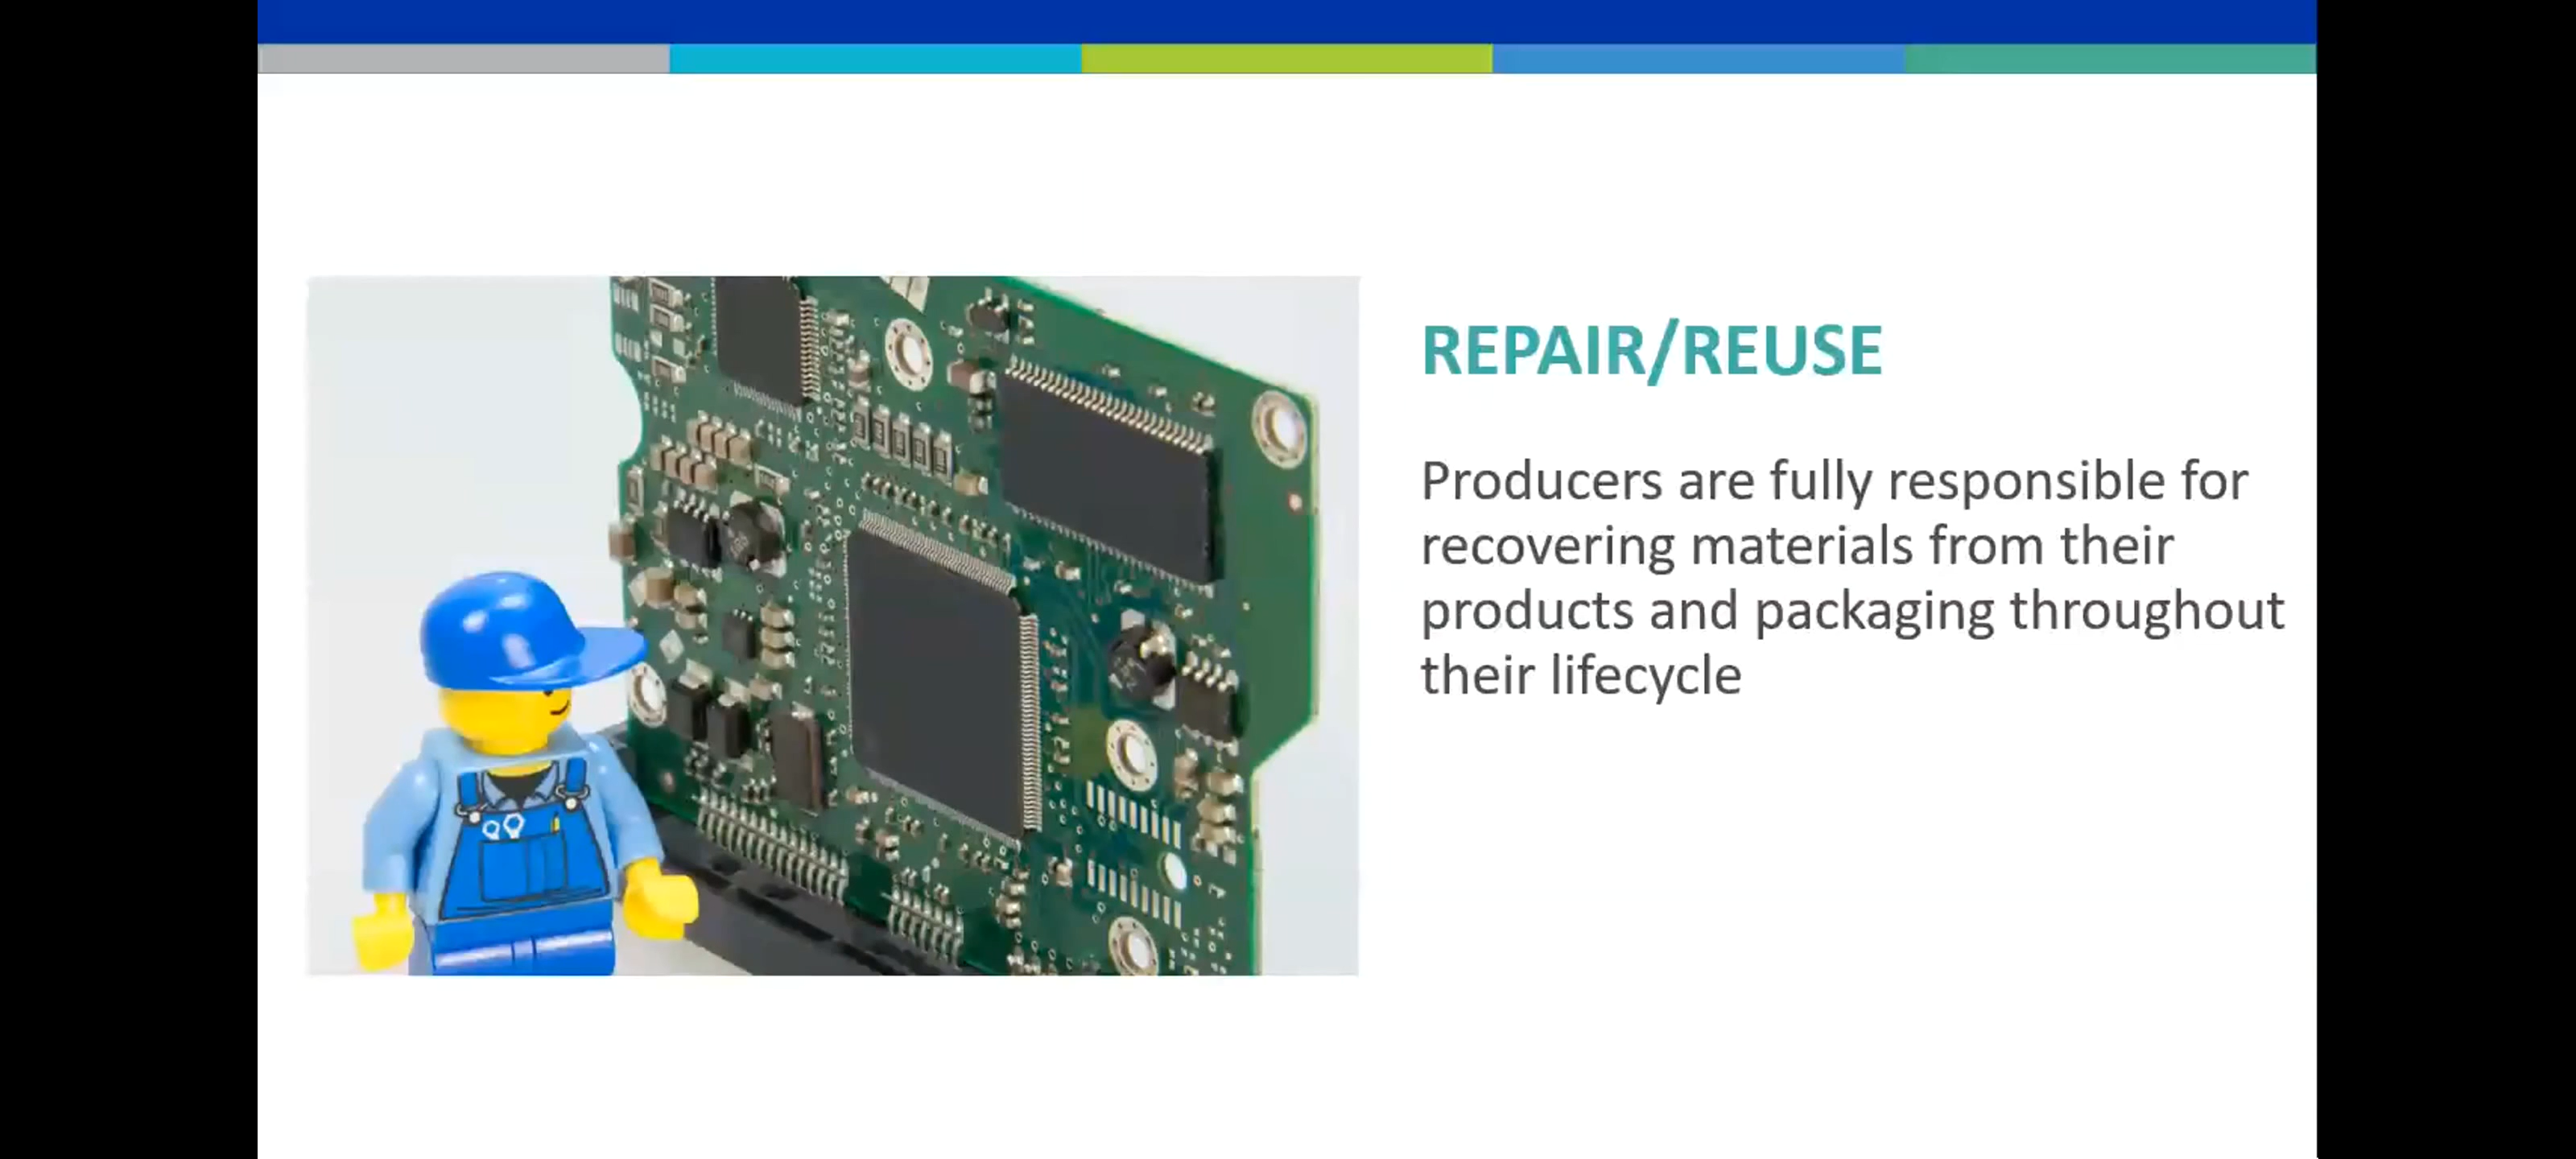 REPAIR/REUSE
Producers are fully responsible for
recovering materials from their
products and packaging throughout
their lifecycle